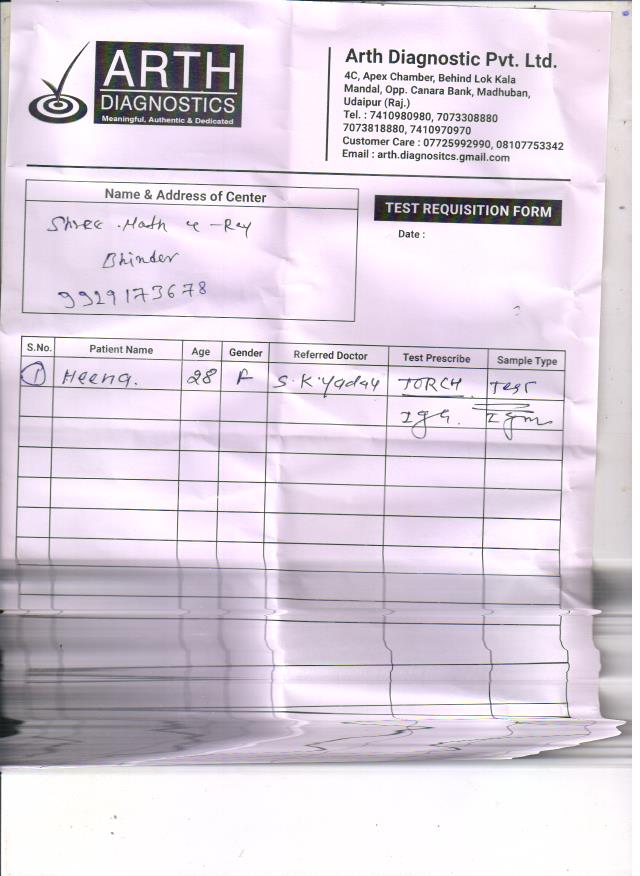 ARTH
DIAGNOSTICS
Meaningful, Authentic & Dedicated
Arth Diagnostic Pvt. Ltd.
4C, Apex Chamber, Behind Lok Kala
Mandal, Opp. Canara Bank, Madhuban,
Udaipur (Raj.)
Tel. : 7410980980, 7073308880
7073818880, 7410970970
Customer Care : 07725992990, 08107753342
Email : arth.diagnositcs.gmail.com
Name & Address of Center
Shree Nath X-Ray
Bhinder
9929173678
TEST REQUISITION FORM
Date :
S.No. Patient Name Age Gender Referred Doctor Test Prescribe Sample Type
1 Heena. 28 F S.K.Yadav TORCH Test
IgG. Igm